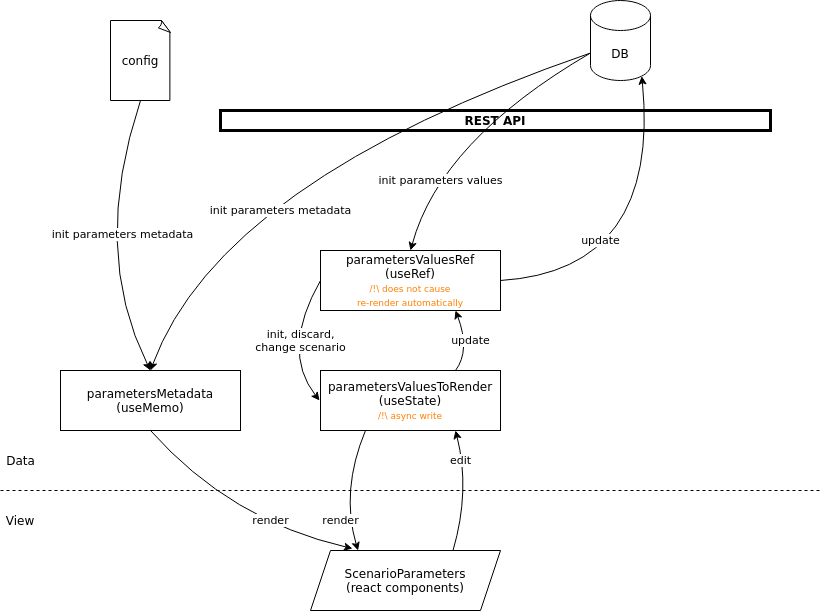 config
DB
REST API
init parameters values
init parameters metadata
init parameters metadata
update
parametersValuesRef
(useRef)
/!\ does not cause
re-render automatically
init, discard,
change scenario
update
parametersMetadata
(useMemo)
parametersValuesToRender
(useState)
/!\ async write
Data
edit
View
render
render
ScenarioParameters
(react components)